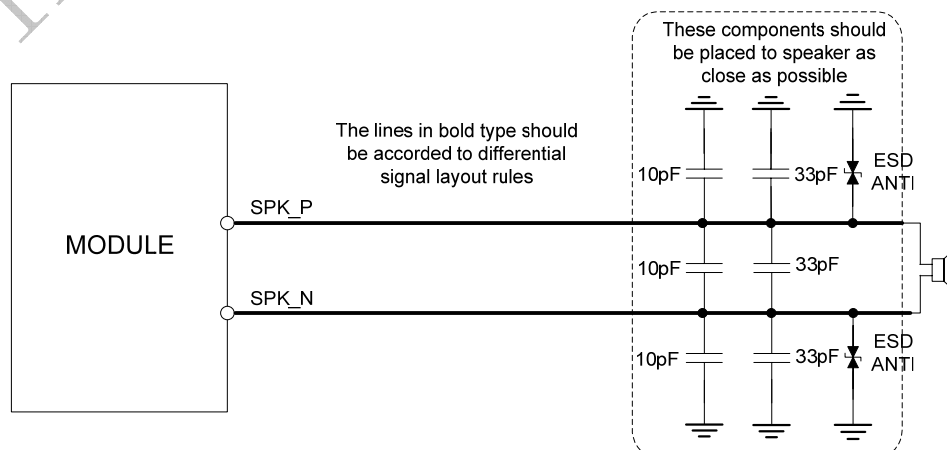 These components should
be placed to speaker as
close as possible
The lines in bold type should
be accorded to differential
signal layout rules
10pF
33pF
ESD
ANTI
SPK_P
MODULE
10pF
33pF
SPK_N
10pF
33pF
ESD
ANTI